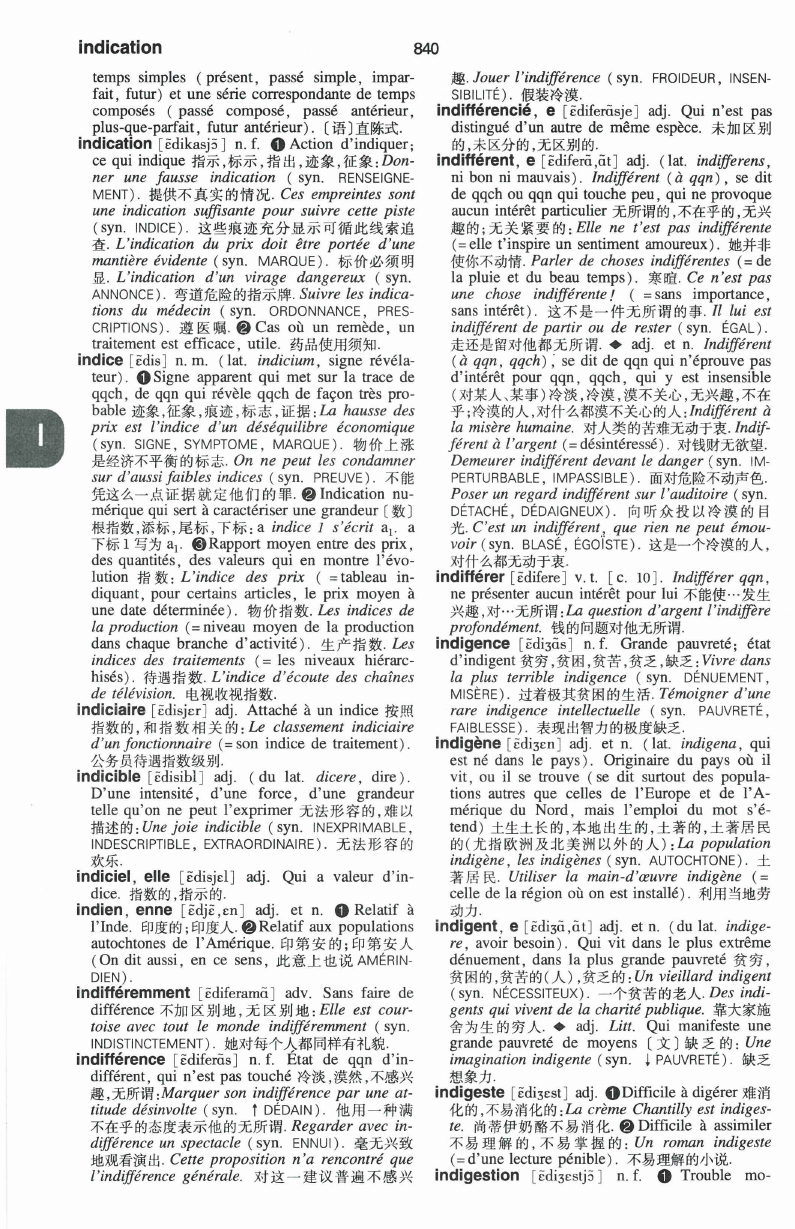 indication
840
temps simples (présent, passé simple, impar-
fait, futur) et une série correspondante de temps
composés (passé composé, passé antérieur,
plus-que-parfait, futur antérieur).〔语〕直陈式.
indication [ɛ̃dikasjɔ̃] n. f. ❶ Action d'indiquer;
ce qui indique 指示,标示,指出,迹象,征象: Don-
ner une fausse indication (syn. RENSEIGNE-
MENT). 提供不真实的情况. Ces empreintes sont
une indication suffisante pour suivre cette piste
(syn. INDICE). 这些痕迹充分显示可循此线索追
查. L'indication du prix doit être portée d'une
mantière évidente (syn. MARQUE). 标价必须明
显. L'indication d'un virage dangereux (syn.
ANNONCE). 弯道危险的指示牌. Suivre les indica-
tions du médecin (syn. ORDONNANCE, PRES-
CRIPTIONS). 遵医嘱. ❷ Cas où un remède, un
traitement est efficace, utile. 药品使用须知.
indice [ɛ̃dis] n. m. (lat. indicium, signe révéla-
teur). ❶ Signe apparent qui met sur la trace de
qqch, de qqn qui révèle qqch de façon très pro-
bable 迹象,征象,痕迹,标志,证据: La hausse des
prix est l'indice d'un déséquilibre économique
(syn. SIGNE, SYMPTOME, MARQUE). 物价上涨
是经济不平衡的标志. On ne peut les condamner
sur d'aussi faibles indices (syn. PREUVE). 不能
凭这么一点证据就定他们的罪. ❷ Indication nu-
mérique qui sert à caractériser une grandeur〔数〕
根指数,添标,尾标,下标: a indice 1 s'écrit a₁. a
下标1写为 a₁. ❸ Rapport moyen entre des prix,
des quantités, des valeurs qui en montre l'évo-
lution 指数: L'indice des prix (=tableau in-
diquant, pour certains articles, le prix moyen à
une date déterminée). 物价指数. Les indices de
la production (=niveau moyen de la production
dans chaque branche d'activité). 生产指数. Les
indices des traitements (= les niveaux hiérarc-
hisés). 待遇指数. L'indice d'écoute des chaînes
de télévision. 电视收视指数.
indiciaire [ɛ̃disjɛr] adj. Attaché à un indice 按照
指数的,和指数相关的: Le classement indiciaire
d'un fonctionnaire (=son indice de traitement).
公务员待遇指数级别.
indicible [ɛ̃disibl] adj. (du lat. dicere, dire).
D'une intensité, d'une force, d'une grandeur
telle qu'on ne peut l'exprimer 无法形容的,难以
描述的: Une joie indicible (syn. INEXPRIMABLE,
INDESCRIPTIBLE, EXTRAORDINAIRE). 无法形容的
欢乐.
indiciel, elle [ɛ̃disjɛl] adj. Qui a valeur d'in-
dice. 指数的,指示的.
indien, enne [ɛ̃djɛ̃,ɛn] adj. et n. ❶ Relatif à
l'Inde. 印度的;印度人. ❷ Relatif aux populations
autochtones de l'Amérique. 印第安的;印第安人
(On dit aussi, en ce sens, 此意上也说 AMÉRIN-
DIEN).
indifféremment [ɛ̃diferamɑ̃] adv. Sans faire de
différence 不加区别地,无区别地: Elle est cour-
toise avec tout le monde indifféremment (syn.
INDISTINCTEMENT). 她对每个人都同样有礼貌.
indifférence [ɛ̃diferɑ̃s] n. f. État de qqn d'in-
différent, qui n'est pas touché 冷淡,漠然,不感兴
趣,无所谓: Marquer son indifférence par une at-
titude désinvolte (syn. ↑ DÉDAIN). 他用一种满
不在乎的态度表示他的无所谓. Regarder avec in-
différence un spectacle (syn. ENNUI). 毫无兴致
地观看演出. Cette proposition n'a rencontré que
l'indifférence générale. 对这一建议普遍不感兴
趣. Jouer l'indifférence (syn. FROIDEUR, INSEN-
SIBILITÉ). 假装冷漠.
indifférencié, e [ɛ̃diferɑ̃sje] adj. Qui n'est pas
distingué d'un autre de même espèce. 未加区别
的,未区分的,无区别的.
indifférent, e [ɛ̃diferɑ̃,ɑ̃t] adj. (lat. indifferens,
ni bon ni mauvais). Indifférent (à qqn), se dit
de qqch ou qqn qui touche peu, qui ne provoque
aucun intérêt particulier 无所谓的,不在乎的,无兴
趣的;无关紧要的: Elle ne t'est pas indifférente
(=elle t'inspire un sentiment amoureux). 她并非
使你不动情. Parler de choses indifférentes (=de
la pluie et du beau temps). 寒暄. Ce n'est pas
une chose indifférente! (=sans importance,
sans intérêt). 这不是一件无所谓的事. Il lui est
indifférent de partir ou de rester (syn. ÉGAL).
走还是留对他都无所谓. ◆ adj. et n. Indifférent
(à qqn, qqch), se dit de qqn qui n'éprouve pas
d'intérêt pour qqn, qqch, qui y est insensible
(对某人、某事)冷淡,冷漠,漠不关心,无兴趣,不在
乎;冷漠的人,对什么都漠不关心的人: Indifférent à
la misère humaine. 对人类的苦难无动于衷. Indif-
férent à l'argent (=désintéressé). 对钱财无欲望.
Demeurer indifférent devant le danger (syn. IM-
PERTURBABLE, IMPASSIBLE). 面对危险不动声色.
Poser un regard indifférent sur l'auditoire (syn.
DÉTACHÉ, DÉDAIGNEUX). 向听众投以冷漠的目
光. C'est un indifférent, que rien ne peut émou-
voir (syn. BLASÉ, ÉGOÏSTE). 这是一个冷漠的人,
对什么都无动于衷.
indifférer [ɛ̃difere] v. t. [c. 10]. Indifférer qqn,
ne présenter aucun intérêt pour lui 不能使…发生
兴趣,对…无所谓: La question d'argent l'indiffère
profondément. 钱的问题对他无所谓.
indigence [ɛ̃diʒɑ̃s] n. f. Grande pauvreté; état
d'indigent 贫穷,贫困,贫苦,贫乏,缺乏: Vivre dans
la plus terrible indigence (syn. DÉNUEMENT,
MISÈRE). 过着极其贫困的生活. Témoigner d'une
rare indigence intellectuelle (syn. PAUVRETÉ,
FAIBLESSE). 表现出智力的极度缺乏.
indigène [ɛ̃diʒɛn] adj. et n. (lat. indigena, qui
est né dans le pays). Originaire du pays où il
vit, ou il se trouve (se dit surtout des popula-
tions autres que celles de l'Europe et de l'A-
mérique du Nord, mais l'emploi du mot s'é-
tend) 土生土长的,本地出生的,土著的,土著居民
的(尤指欧洲及北美洲以外的人): La population
indigène, les indigènes (syn. AUTOCHTONE). 土
著居民. Utiliser la main-d'œuvre indigène (=
celle de la région où on est installé). 利用当地劳
动力.
indigent, e [ɛ̃diʒɑ̃,ɑ̃t] adj. et n. (du lat. indige-
re, avoir besoin). Qui vit dans le plus extrême
dénuement, dans la plus grande pauvreté 贫穷,
贫困的,贫苦的(人),贫乏的: Un vieillard indigent
(syn. NÉCESSITEUX). 一个贫苦的老人. Des indi-
gents qui vivent de la charité publique. 靠大家施
舍为生的穷人. ◆ adj. Litt. Qui manifeste une
grande pauvreté de moyens〔文〕缺乏的: Une
imagination indigente (syn. ↓ PAUVRETÉ). 缺乏
想象力.
indigeste [ɛ̃diʒɛst] adj. ❶ Difficile à digérer 难消
化的,不易消化的: La crème Chantilly est indiges-
te. 尚蒂伊奶酪不易消化. ❷ Difficile à assimiler
不易理解的,不易掌握的: Un roman indigeste
(=d'une lecture pénible). 不易理解的小说.
indigestion [ɛ̃diʒɛstjɔ̃] n. f. ❶ Trouble mo-
I